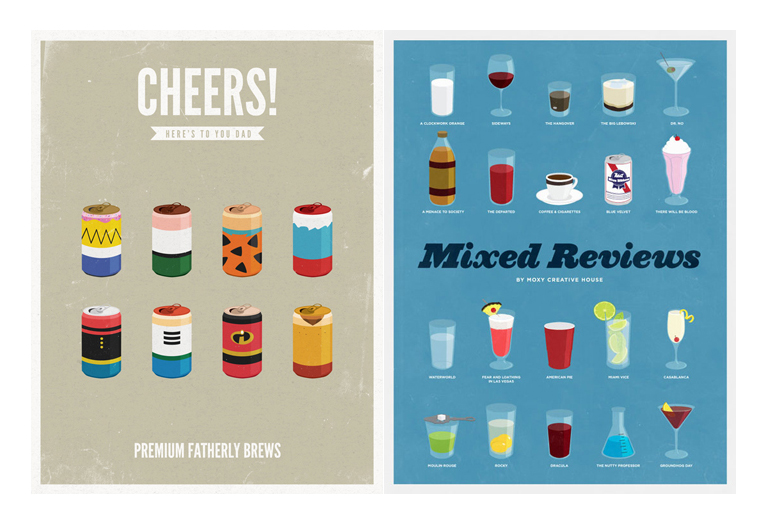 CHEERS!
HERE'S TO YOU DAD
PREMIUM FATHERLY BREWS
A CLOCKWORK ORANGE
SIDEWAYS
THE HANGOVER
THE BIG LEBOWSKI
DR. NO
A MENACE TO SOCIETY
THE DEPARTED
COFFEE & CIGARETTES
BLUE VELVET
THERE WILL BE BLOOD
Mixed Reviews
BY MOXY CREATIVE HOUSE
WATERWORLD
FEAR AND LOATHING
IN LAS VEGAS
AMERICAN PIE
MIAMI VICE
CASABLANCA
MOULIN ROUGE
ROCKY
DRACULA
THE NUTTY PROFESSOR
GROUNDHOG DAY